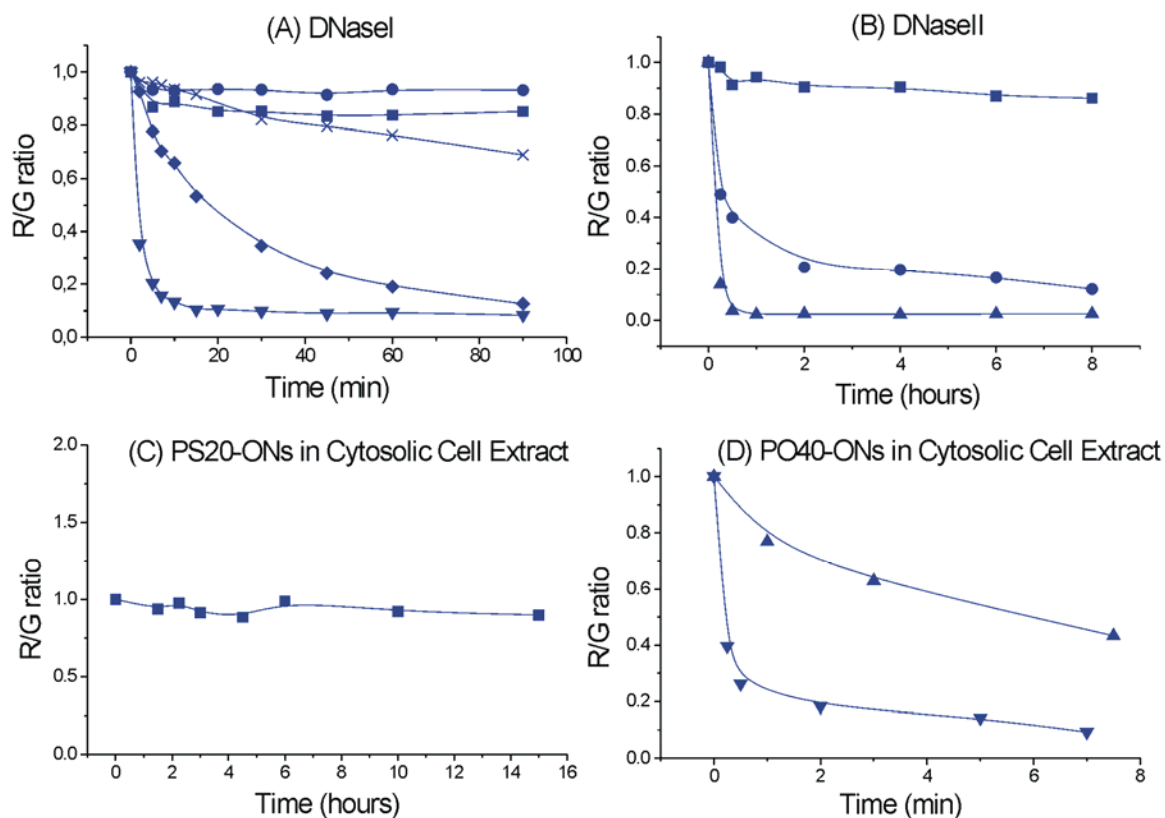 (A) DNaseI
R/G ratio
1,0
0,8
0,6
0,4
0,2
0,0
0 20 40 60 80 100
Time (min)
(B) DNaseII
R/G ratio
1,0
0.8
0.6
0.4
0.2
0.0
0 2 4 6 8
Time (hours)
(C) PS20-ONs in Cytosolic Cell Extract
R/G ratio
2.0
1.5
1.0
0.5
0.0
0 2 4 6 8 10 12 14 16
Time (hours)
(D) PO40-ONs in Cytosolic Cell Extract
R/G ratio
1.0
0.8
0.6
0.4
0.2
0.0
0 2 4 6 8
Time (min)